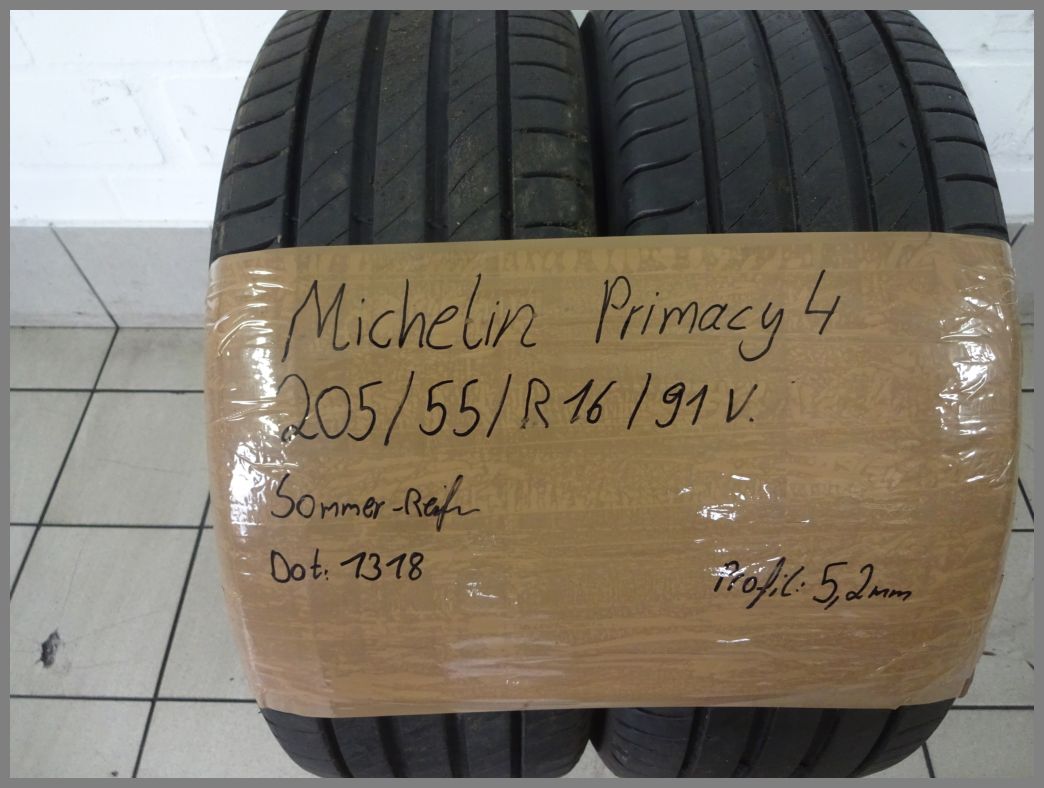 Michelin Primacy 4
205/55/R16/91V.
Sommer-Reifen
Dot: 1318
Profil: 5,2mm